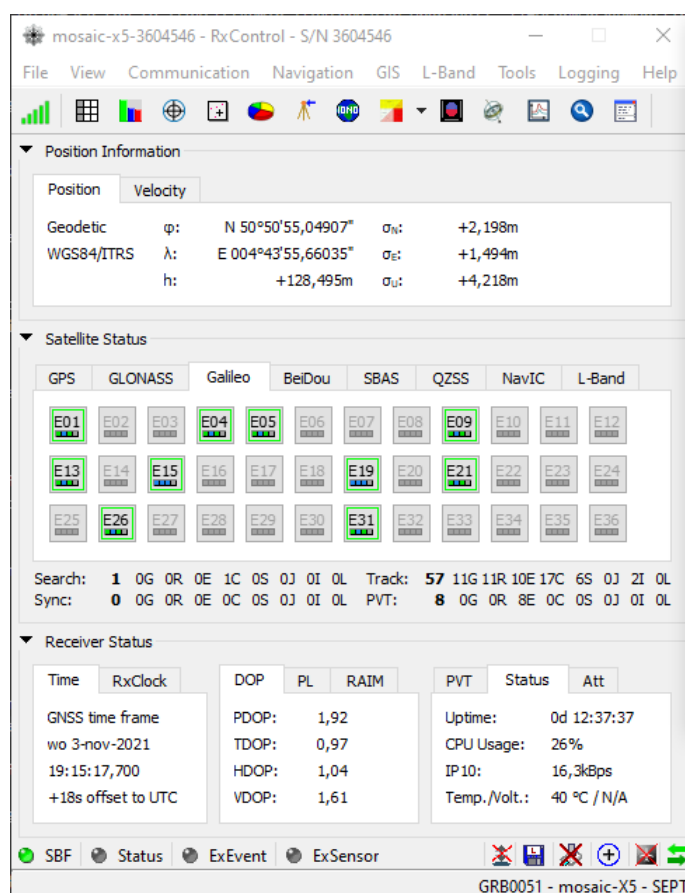 mosaic-x5-3604546 - RxControl - S/N 3604546
File View Communication Navigation GIS L-Band Tools Logging Help
IONO
Position Information
Position Velocity
Geodetic φ: N 50°50'55,04907" σN: +2,198m
WGS84/ITRS λ: E 004°43'55,66035" σE: +1,494m
h: +128,495m σU: +4,218m
Satellite Status
GPS GLONASS Galileo BeiDou SBAS QZSS NavIC L-Band
E01 E02 E03 E04 E05 E06 E07 E08 E09 E10 E11 E12
E13 E14 E15 E16 E17 E18 E19 E20 E21 E22 E23 E24
E25 E26 E27 E28 E29 E30 E31 E32 E33 E34 E35 E36
Search: 1 0G 0R 0E 1C 0S 0J 0I 0L Track: 57 11G 11R 10E 17C 6S 0J 2I 0L
Sync: 0 0G 0R 0E 0C 0S 0J 0I 0L PVT: 8 0G 0R 8E 0C 0S 0J 0I 0L
Receiver Status
Time RxClock DOP PL RAIM PVT Status Att
GNSS time frame PDOP: 1,92 Uptime: 0d 12:37:37
wo 3-nov-2021 TDOP: 0,97 CPU Usage: 26%
19:15:17,700 HDOP: 1,04 IP10: 16,3kBps
+18s offset to UTC VDOP: 1,61 Temp./Volt.: 40 °C / N/A
SBF Status ExEvent ExSensor
GRB0051 - mosaic-X5 - SEPT